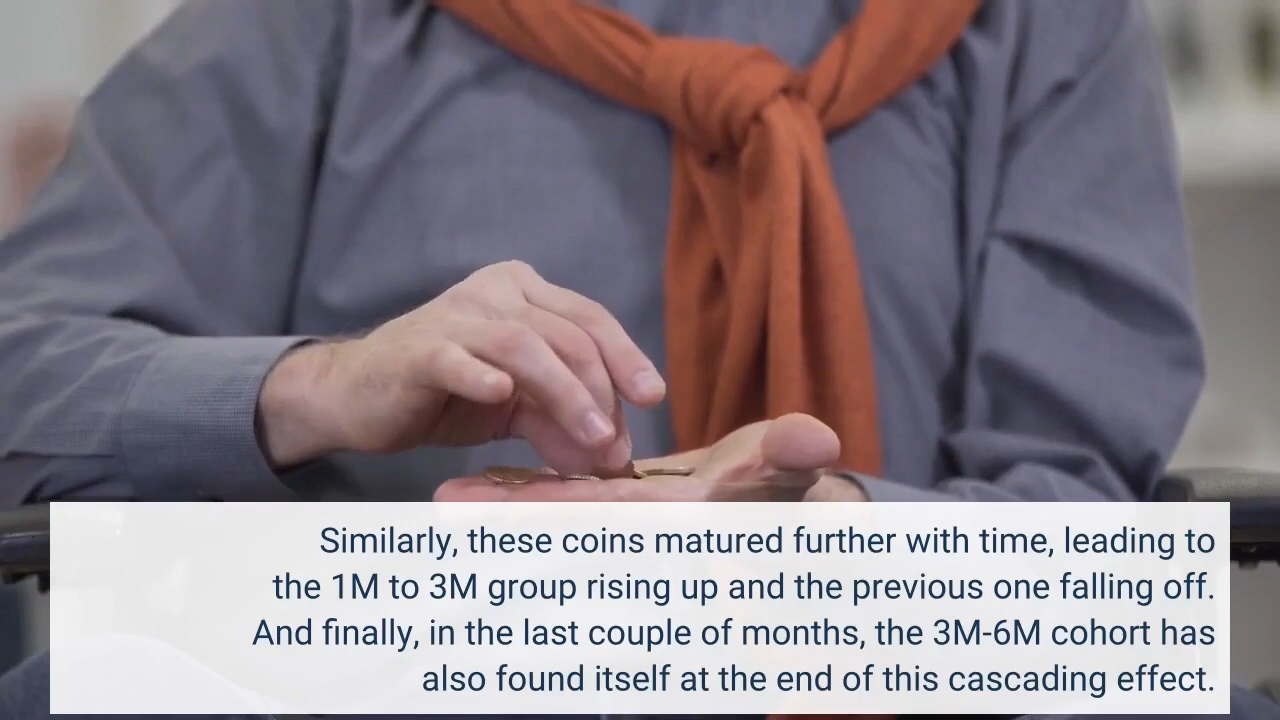 Similarly, these coins matured further with time, leading to
the 1M to 3M group rising up and the previous one falling off.
And finally, in the last couple of months, the 3M-6M cohort has
also found itself at the end of this cascading effect.